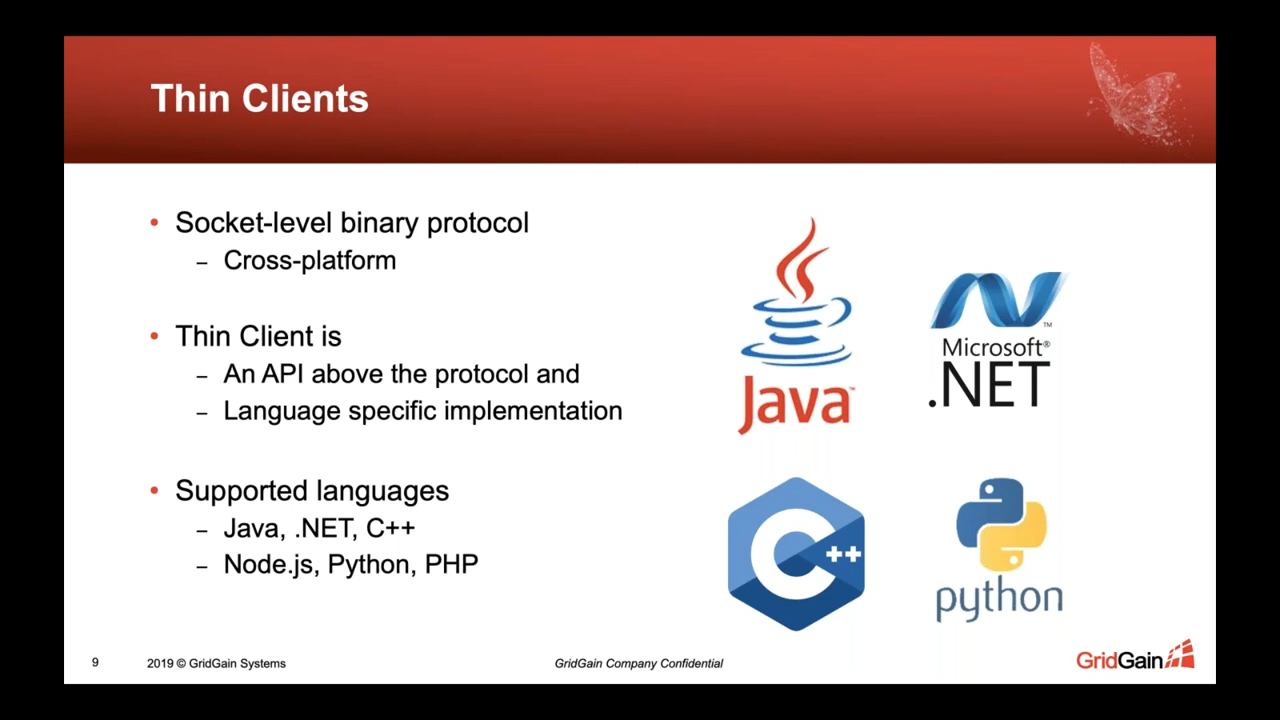 Thin Clients
• Socket-level binary protocol
– Cross-platform
• Thin Client is
– An API above the protocol and
– Language specific implementation
• Supported languages
– Java, .NET, C++
– Node.js, Python, PHP
Java™
™
Microsoft®
.NET
C++
python
9
2019 © GridGain Systems
GridGain Company Confidential
GridGain